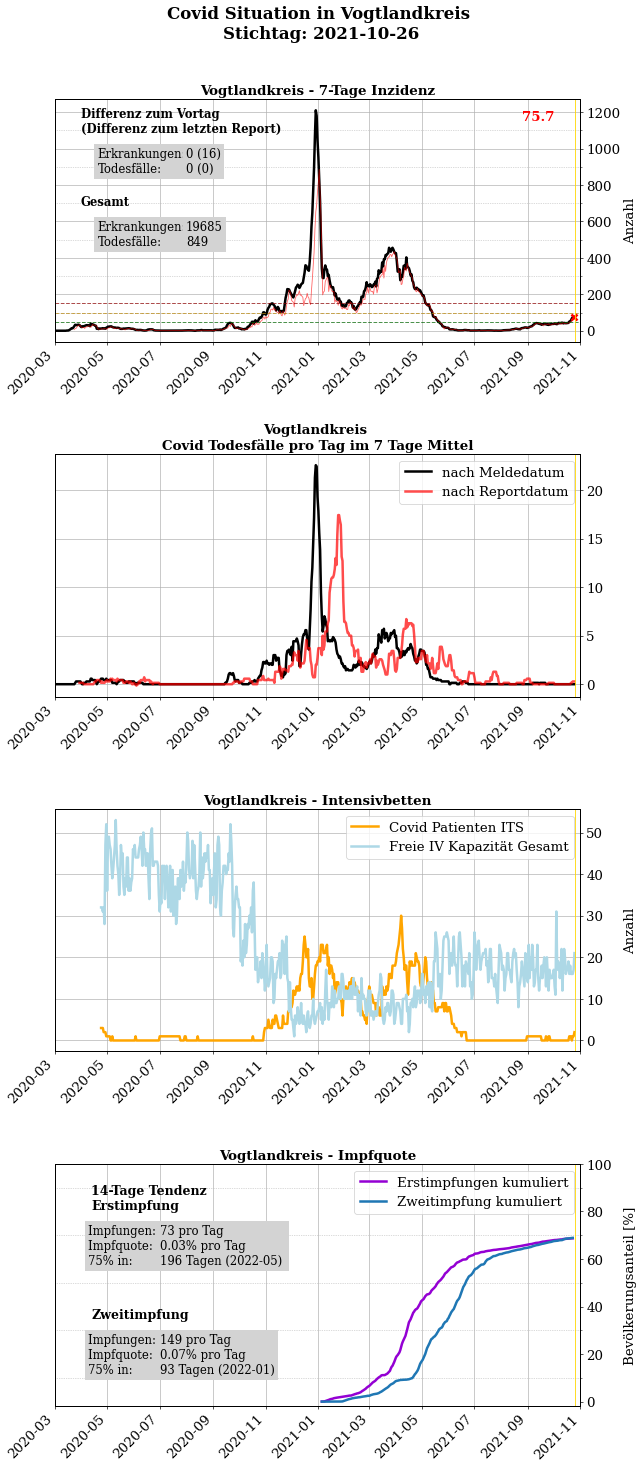 Covid Situation in Vogtlandkreis
Stichtag: 2021-10-26
Vogtlandkreis - 7-Tage Inzidenz
Differenz zum Vortag
(Differenz zum letzten Report)
Erkrankungen 0 (16)
Todesfälle: 0 (0)
Gesamt
Erkrankungen 19685
Todesfälle: 849
75.7
1200
1000
800
600
400
200
0
Anzahl
2020-03
2020-05
2020-07
2020-09
2020-11
2021-01
2021-03
2021-05
2021-07
2021-09
2021-11
Vogtlandkreis
Covid Todesfälle pro Tag im 7 Tage Mittel
nach Meldedatum
nach Reportdatum
20
15
10
5
0
2020-03
2020-05
2020-07
2020-09
2020-11
2021-01
2021-03
2021-05
2021-07
2021-09
2021-11
Vogtlandkreis - Intensivbetten
Covid Patienten ITS
Freie IV Kapazität Gesamt
50
40
30
20
10
0
Anzahl
2020-03
2020-05
2020-07
2020-09
2020-11
2021-01
2021-03
2021-05
2021-07
2021-09
2021-11
Vogtlandkreis - Impfquote
14-Tage Tendenz
Erstimpfung
Impfungen: 73 pro Tag
Impfquote: 0.03% pro Tag
75% in: 196 Tagen (2022-05)
Zweitimpfung
Impfungen: 149 pro Tag
Impfquote: 0.07% pro Tag
75% in: 93 Tagen (2022-01)
Erstimpfungen kumuliert
Zweitimpfung kumuliert
100
80
60
40
20
0
Bevölkerungsanteil [%]
2020-03
2020-05
2020-07
2020-09
2020-11
2021-01
2021-03
2021-05
2021-07
2021-09
2021-11